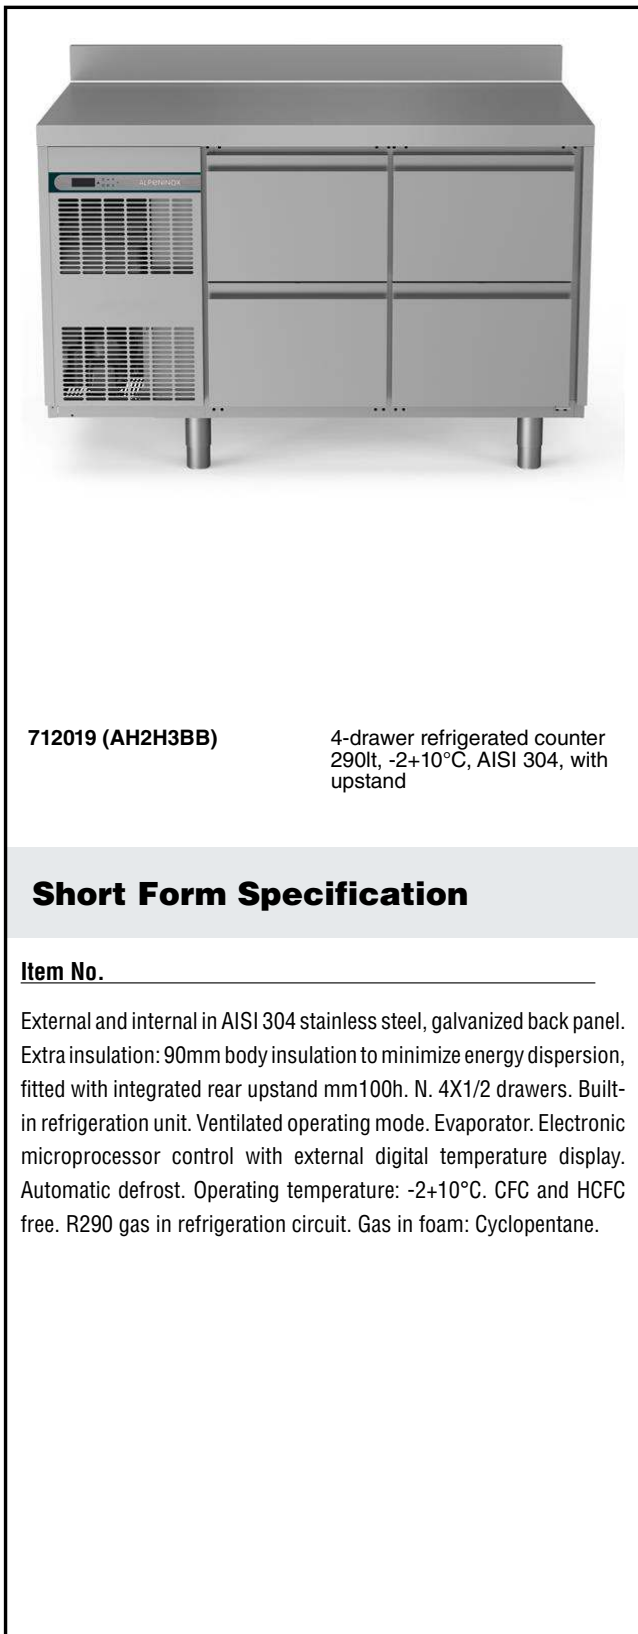 ALPENINOX
712019 (AH2H3BB)
4-drawer refrigerated counter
290lt, -2+10°C, AISI 304, with
upstand
Short Form Specification
Item No.
External and internal in AISI 304 stainless steel, galvanized back panel.
Extra insulation: 90mm body insulation to minimize energy dispersion,
fitted with integrated rear upstand mm100h. N. 4X1/2 drawers. Built-
in refrigeration unit. Ventilated operating mode. Evaporator. Electronic
microprocessor control with external digital temperature display.
Automatic defrost. Operating temperature: -2+10°C. CFC and HCFC
free. R290 gas in refrigeration circuit. Gas in foam: Cyclopentane.